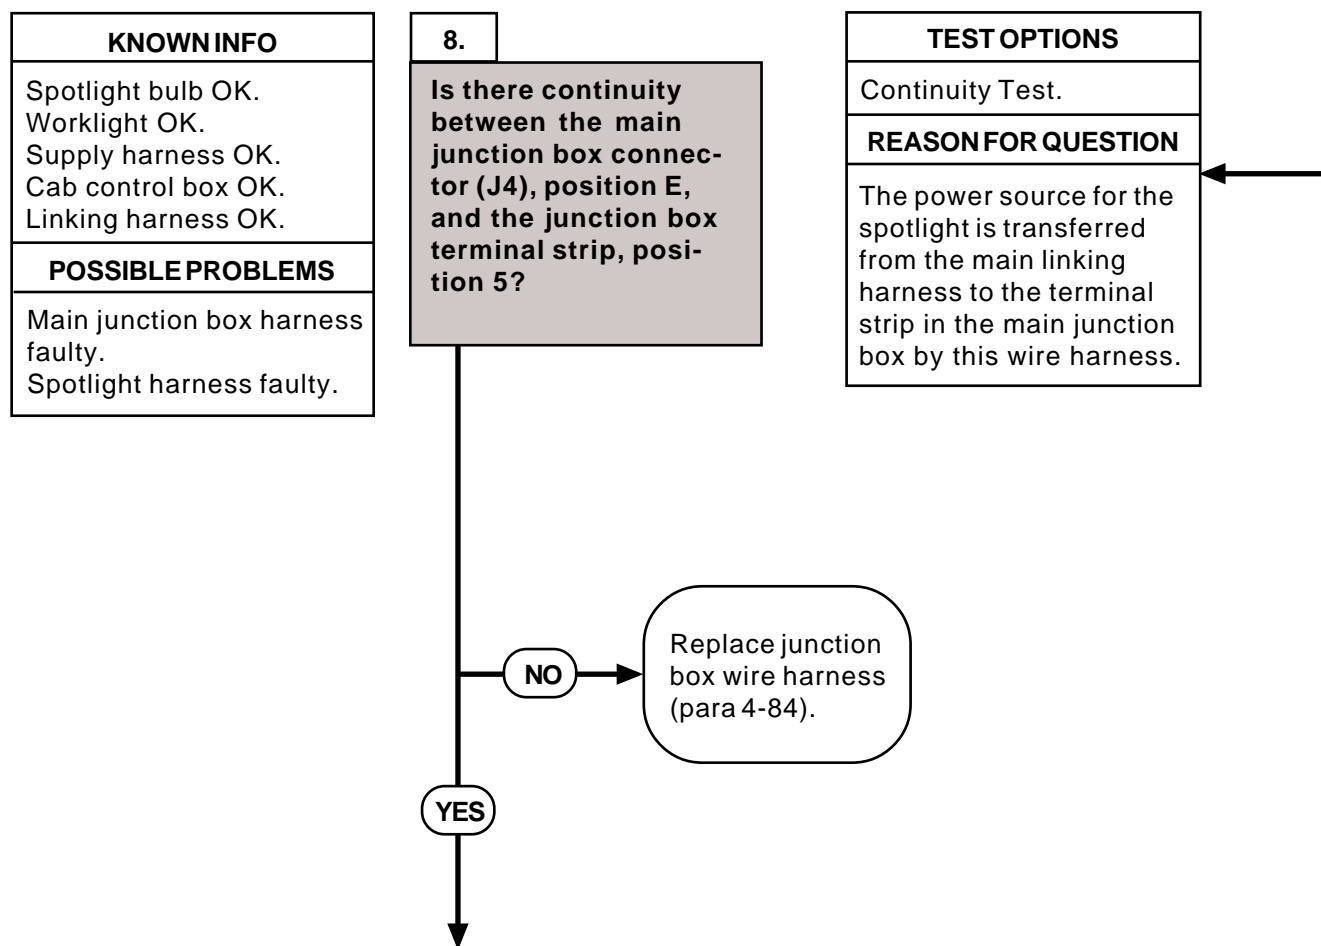 KNOWN INFO
Spotlight bulb OK.
Worklight OK.
Supply harness OK.
Cab control box OK.
Linking harness OK.
POSSIBLE PROBLEMS
Main junction box harness
faulty.
Spotlight harness faulty.
8.
Is there continuity
between the main
junction box connec-
tor (J4), position E,
and the junction box
terminal strip, posi-
tion 5?
TEST OPTIONS
Continuity Test.
REASON FOR QUESTION
The power source for the
spotlight is transferred
from the main linking
harness to the terminal
strip in the main junction
box by this wire harness.
NO
Replace junction
box wire harness
(para 4-84).
YES